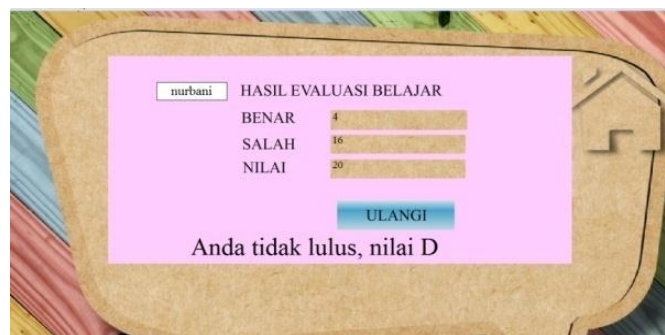 nurbani HASIL EVALUASI BELAJAR
BENAR 4
SALAH 16
NILAI 20
ULANGI
Anda tidak lulus, nilai D